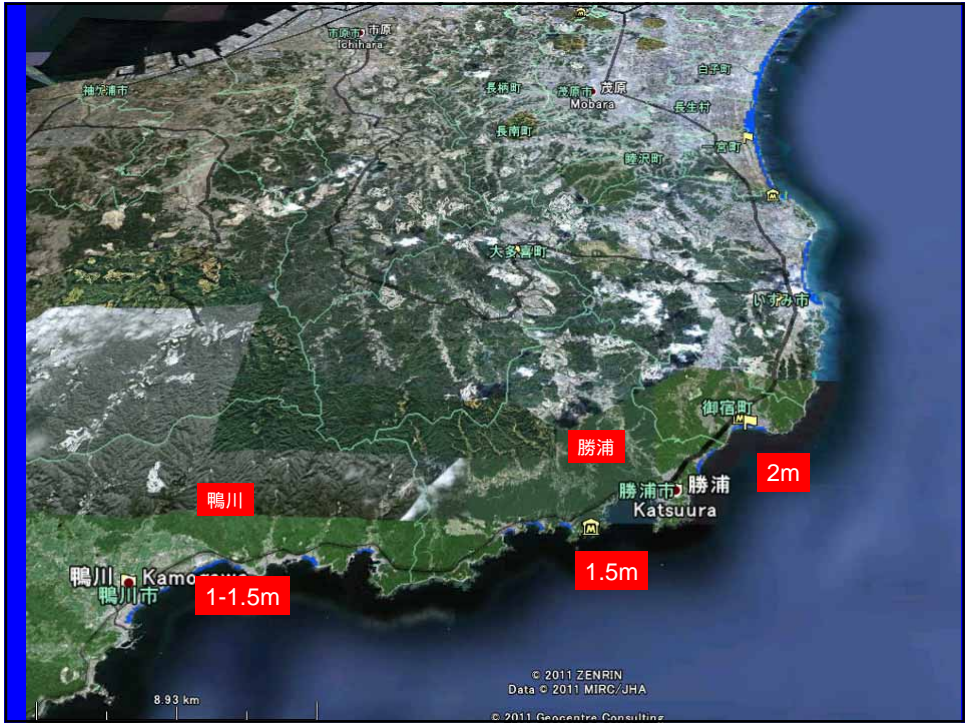 市原市 市原
Ichihara
袖ケ浦市
白子町
長柄町
茂原市 茂原
Mobara
長生村
長南町
一宮町
睦沢町
大多喜町
いすみ市
御宿町
勝浦
2m
勝浦市 勝浦
Katsuura
鴨川
1.5m
鴨川 Kamogawa
鴨川市
1-1.5m
© 2011 ZENRIN
Data © 2011 MIRC/JHA
8.93 km
© 2011 Geocentre Consulting